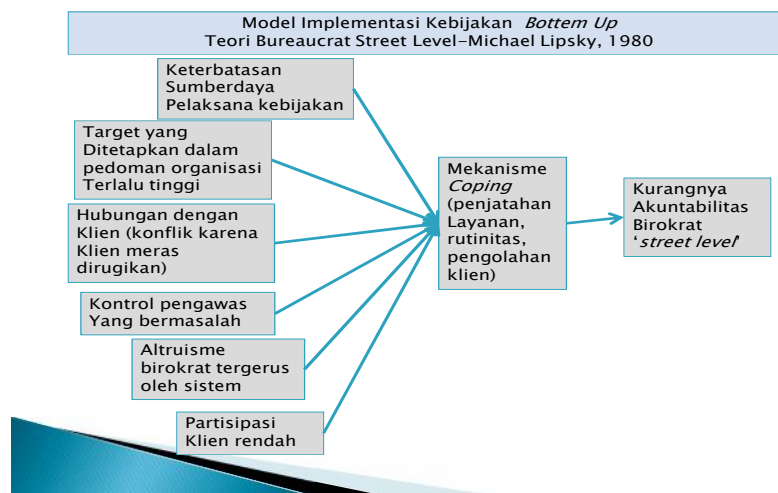 Model Implementasi Kebijakan Bottem Up
Teori Bureaucrat Street Level-Michael Lipsky, 1980
Keterbatasan
Sumberdaya
Pelaksana kebijakan
Target yang
Ditetapkan dalam
pedoman organisasi
Terlalu tinggi
Hubungan dengan
Klien (konflik karena
Klien meras
dirugikan)
Kontrol pengawas
Yang bermasalah
Altruisme
birokrat tergerus
oleh sistem
Partisipasi
Klien rendah
Mekanisme
Coping
(penjatahan
Layanan,
rutinitas,
pengolahan
klien)
Kurangnya
Akuntabilitas
Birokrat
'street level'